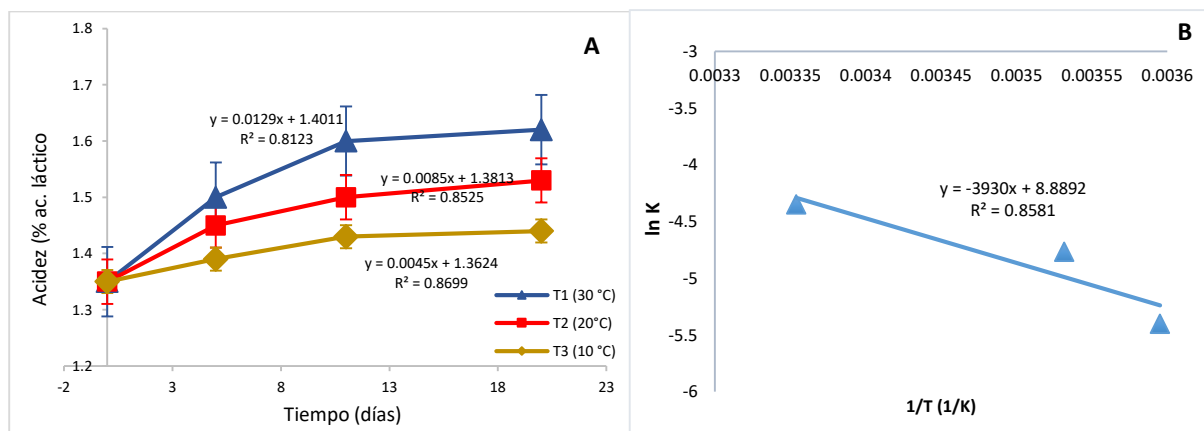 A
1.8
1.7
1.6
1.5
1.4
1.3
1.2
-2
3
8
13
18
23
Acidez (% ac. láctico)
Tiempo (días)
y = 0.0129x + 1.4011
R² = 0.8123
y = 0.0085x + 1.3813
R² = 0.8525
y = 0.0045x + 1.3624
R² = 0.8699
T1 (30 °C)
T2 (20°C)
T3 (10 °C)
B
-3
0.0033 0.00335 0.0034 0.00345 0.0035 0.00355 0.0036
-3.5
-4
-4.5
-5
-5.5
-6
ln K
y = -3930x + 8.8892
R² = 0.8581
1/T (1/K)